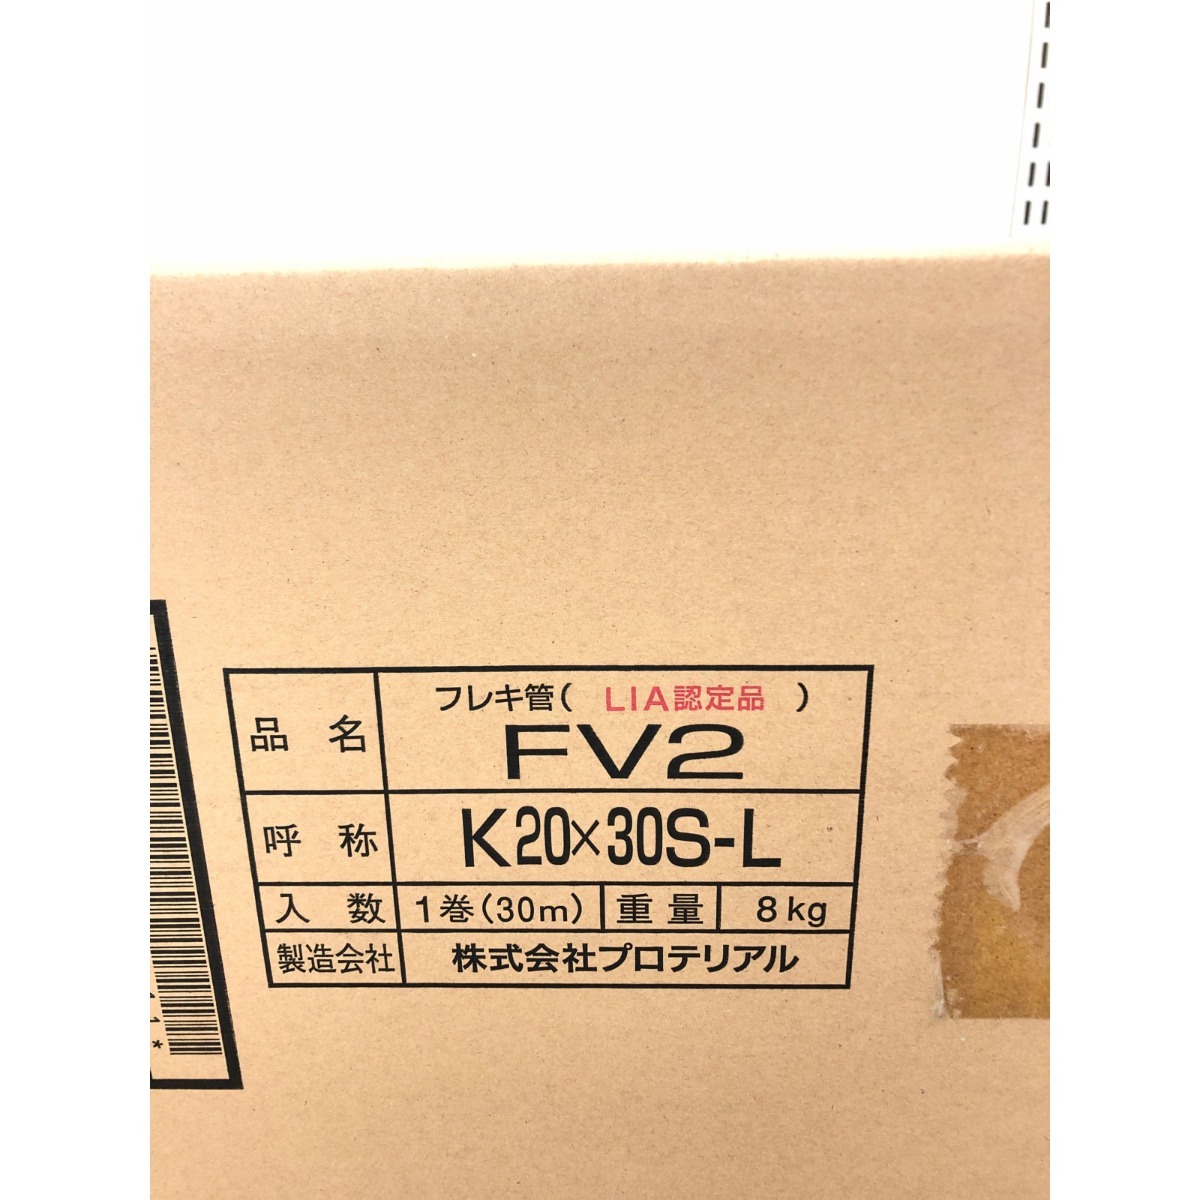 品名 フレキ管( LIA認定品 )
FV2
呼称 K20×30S-L
入数 1巻(30m) 重量 8kg
製造会社 株式会社プロテリアル